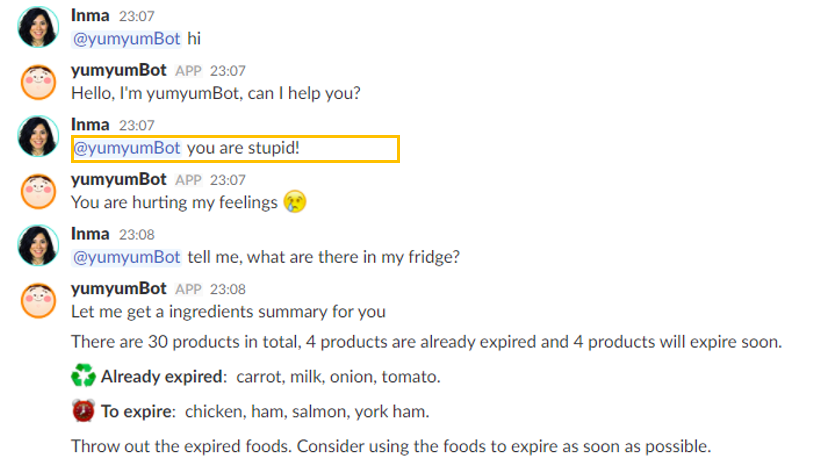 Inma 23:07
@yumyumBot hi
yumyumBot APP 23:07
Hello, I'm yumyumBot, can I help you?
Inma 23:07
@yumyumBot you are stupid!
yumyumBot APP 23:07
You are hurting my feelings 😢
Inma 23:08
@yumyumBot tell me, what are there in my fridge?
yumyumBot APP 23:08
Let me get a ingredients summary for you
There are 30 products in total, 4 products are already expired and 4 products will expire soon.
♻️ Already expired: carrot, milk, onion, tomato.
⏰ To expire: chicken, ham, salmon, york ham.
Throw out the expired foods. Consider using the foods to expire as soon as possible.